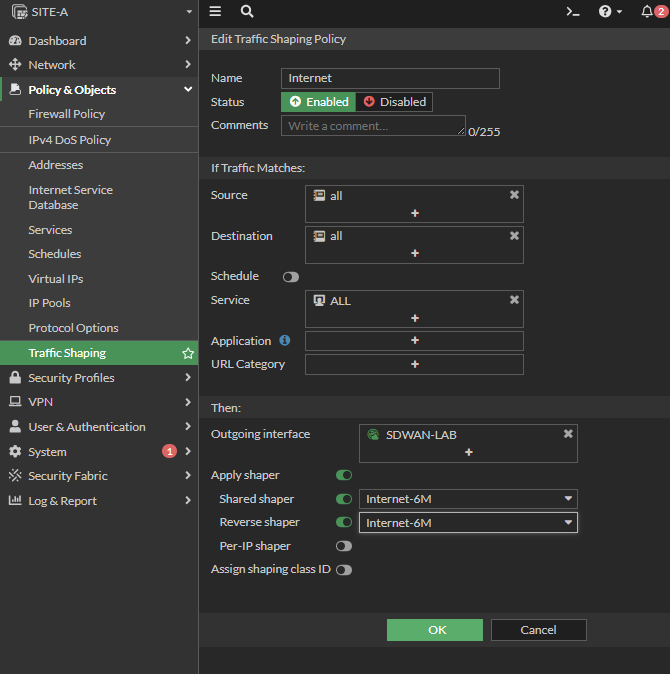 SITE-A
2
Dashboard
Network
Policy & Objects
Firewall Policy
IPv4 DoS Policy
Addresses
Internet Service
Database
Services
Schedules
Virtual IPs
IP Pools
Protocol Options
Traffic Shaping
Security Profiles
VPN
User & Authentication
System 1
Security Fabric
Log & Report
Edit Traffic Shaping Policy
Name Internet
Status Enabled Disabled
Comments Write a comment... 0/255
If Traffic Matches:
Source all
Destination all
Schedule
Service ALL
Application
URL Category
Then:
Outgoing interface SDWAN-LAB
Apply shaper
Shared shaper Internet-6M
Reverse shaper Internet-6M
Per-IP shaper
Assign shaping class ID
OK Cancel